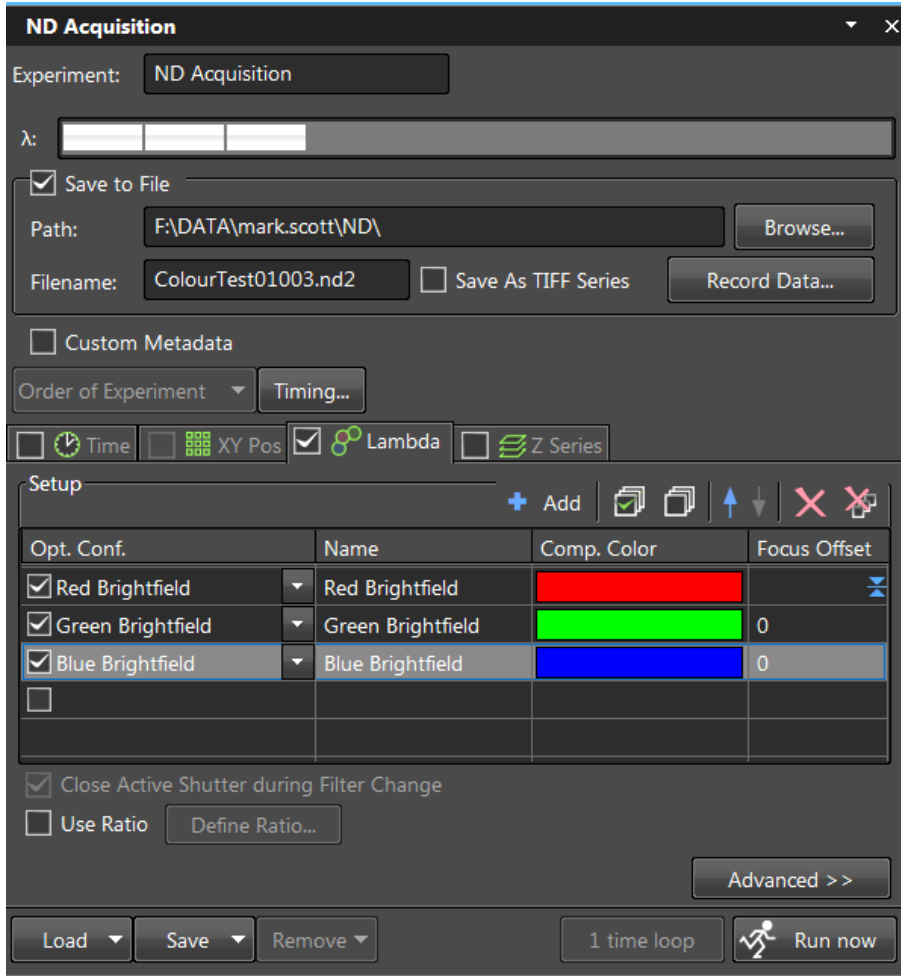 ND Acquisition
Experiment: ND Acquisition
λ:
Save to File
Path: F:\DATA\mark.scott\ND\ Browse...
Filename: ColourTest01003.nd2 Save As TIFF Series Record Data...
Custom Metadata
Order of Experiment Timing...
Time XY Pos Lambda Z Series
Setup
Add
Opt. Conf. Name Comp. Color Focus Offset
Red Brightfield Red Brightfield
Green Brightfield Green Brightfield 0
Blue Brightfield Blue Brightfield 0
Close Active Shutter during Filter Change
Use Ratio Define Ratio...
Advanced >>
Load Save Remove 1 time loop Run now